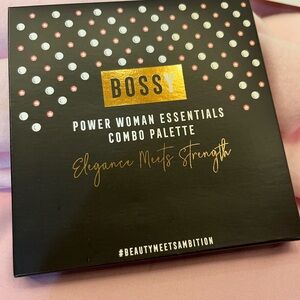 BOSSY
POWER WOMAN ESSENTIALS
COMBO PALETTE
Elegance Meets Strength
#BEAUTYMEETSAMBITION